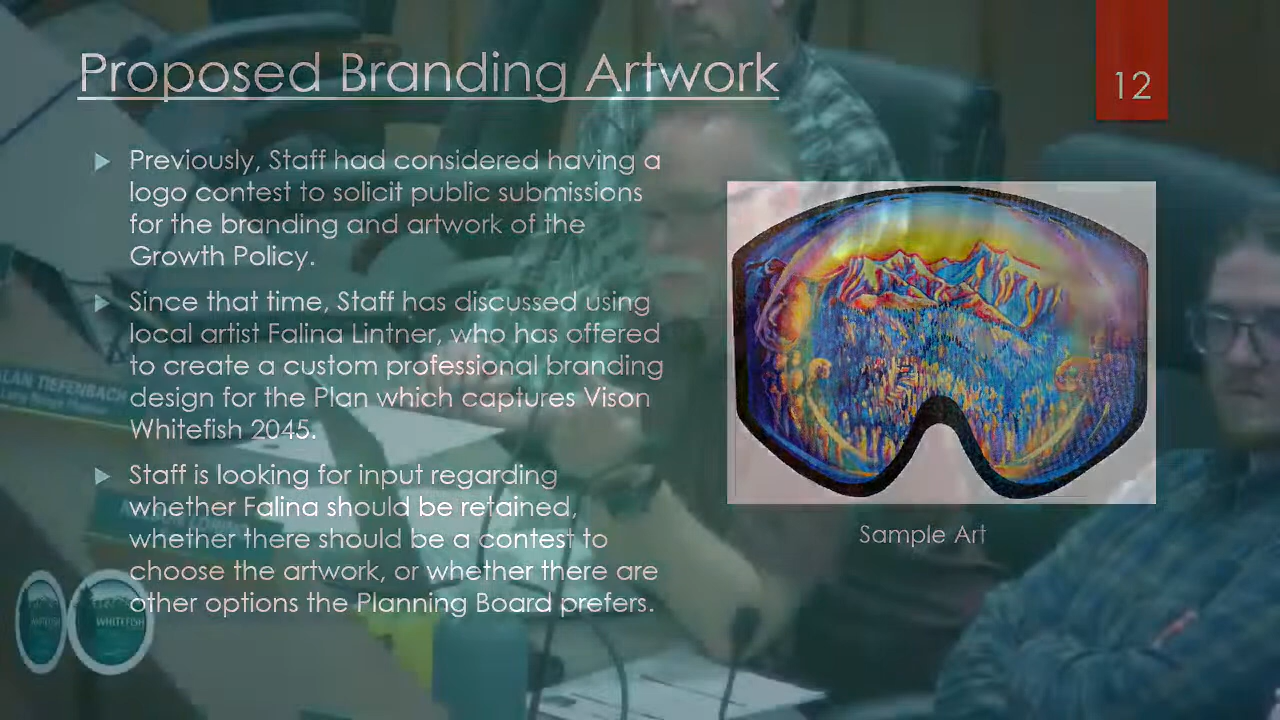 Proposed Branding Artwork
12
Previously, Staff had considered having a
logo contest to solicit public submissions
for the branding and artwork of the
Growth Policy.
Since that time, Staff has discussed using
local artist Falina Lintner, who has offered
to create a custom professional branding
design for the Plan which captures Vison
Whitefish 2045.
Staff is looking for input regarding
whether Falina should be retained,
whether there should be a contest to
choose the artwork, or whether there are
other options the Planning Board prefers.
Sample Art
ALAN TIEFENBACH
WHITEFISH